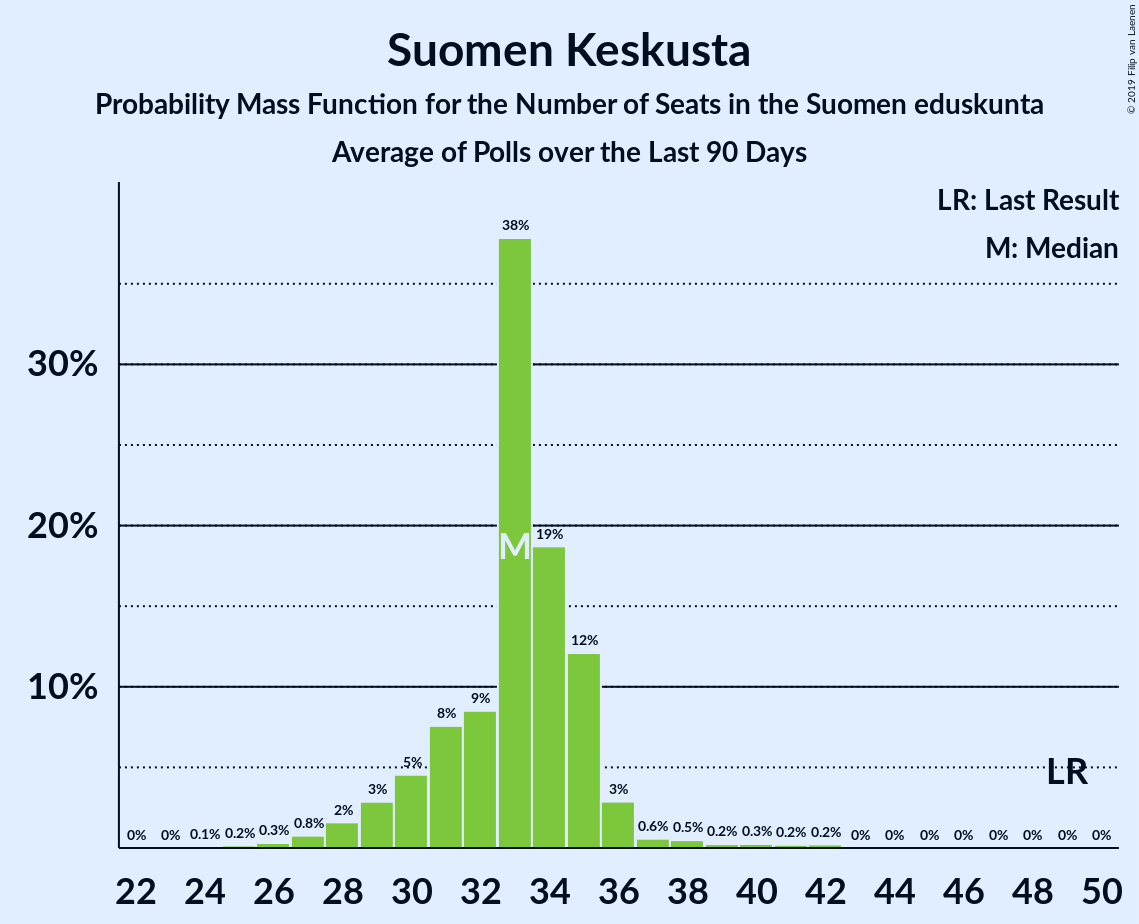 © 2019 Filip van Laenen
Suomen Keskusta
Probability Mass Function for the Number of Seats in the Suomen eduskunta
Average of Polls over the Last 90 Days
LR: Last Result
M: Median
30%
20%
10%
0% 0% 0.1% 0.2% 0.3% 0.8% 2% 3% 5% 8% 9% 38% 19% 12% 3% 0.6% 0.5% 0.2% 0.3% 0.2% 0.2% 0% 0% 0% 0% 0% 0% 0% 0%
M
LR
22 24 26 28 30 32 34 36 38 40 42 44 46 48 50